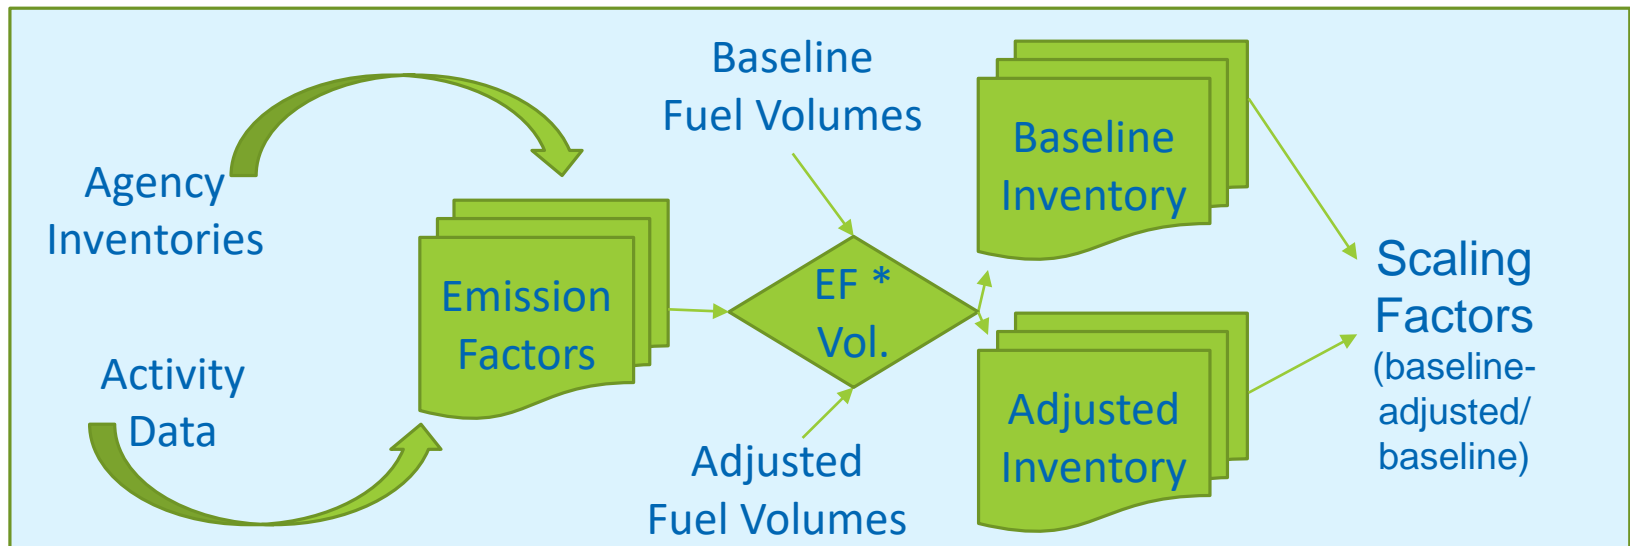 Agency
Inventories
Activity
Data
Emission
Factors
Baseline
Fuel Volumes
EF *
Vol.
Adjusted
Fuel Volumes
Baseline
Inventory
Adjusted
Inventory
Scaling
Factors
(baseline-
adjusted/
baseline)